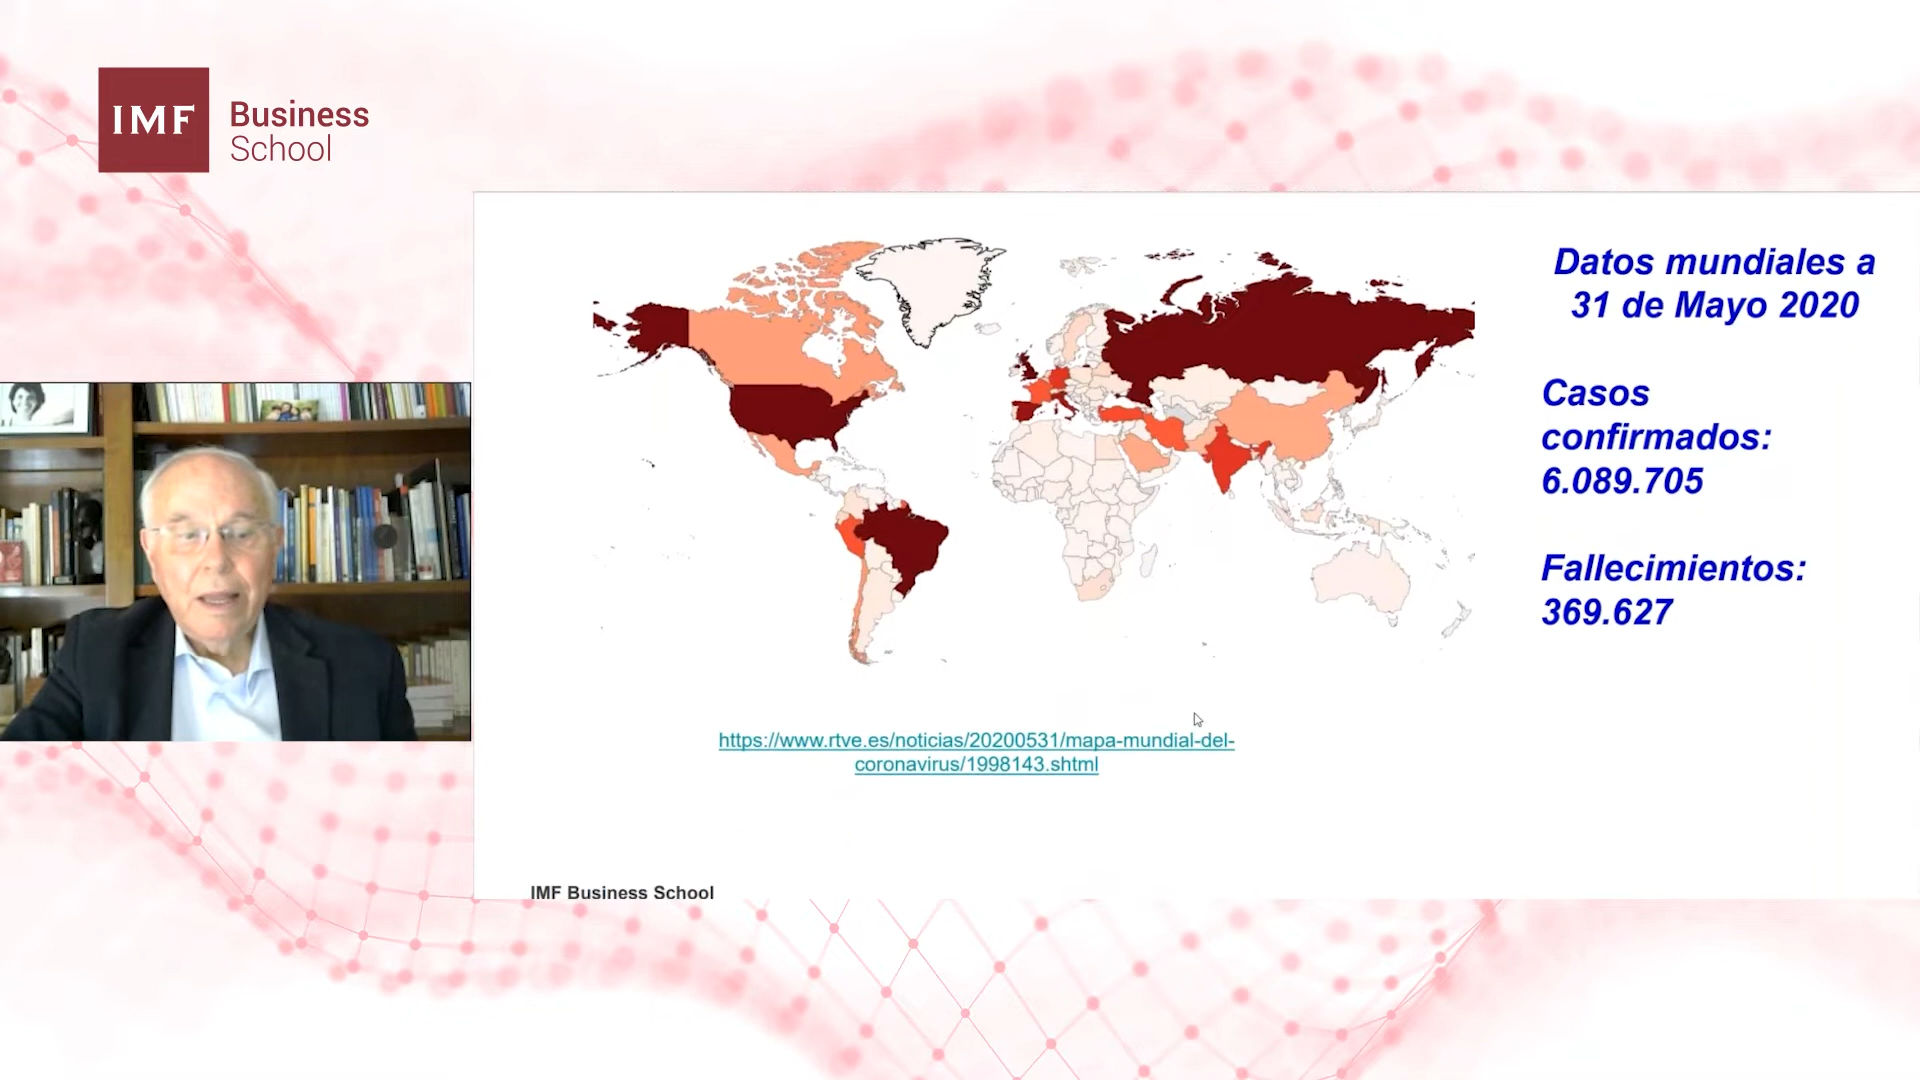 IMF
Business
School
Datos mundiales a
31 de Mayo 2020
Casos
confirmados:
6.089.705
Fallecimientos:
369.627
https://www.rtve.es/noticias/20200531/mapa-mundial-del-
coronavirus/1998143.shtml
IMF Business School